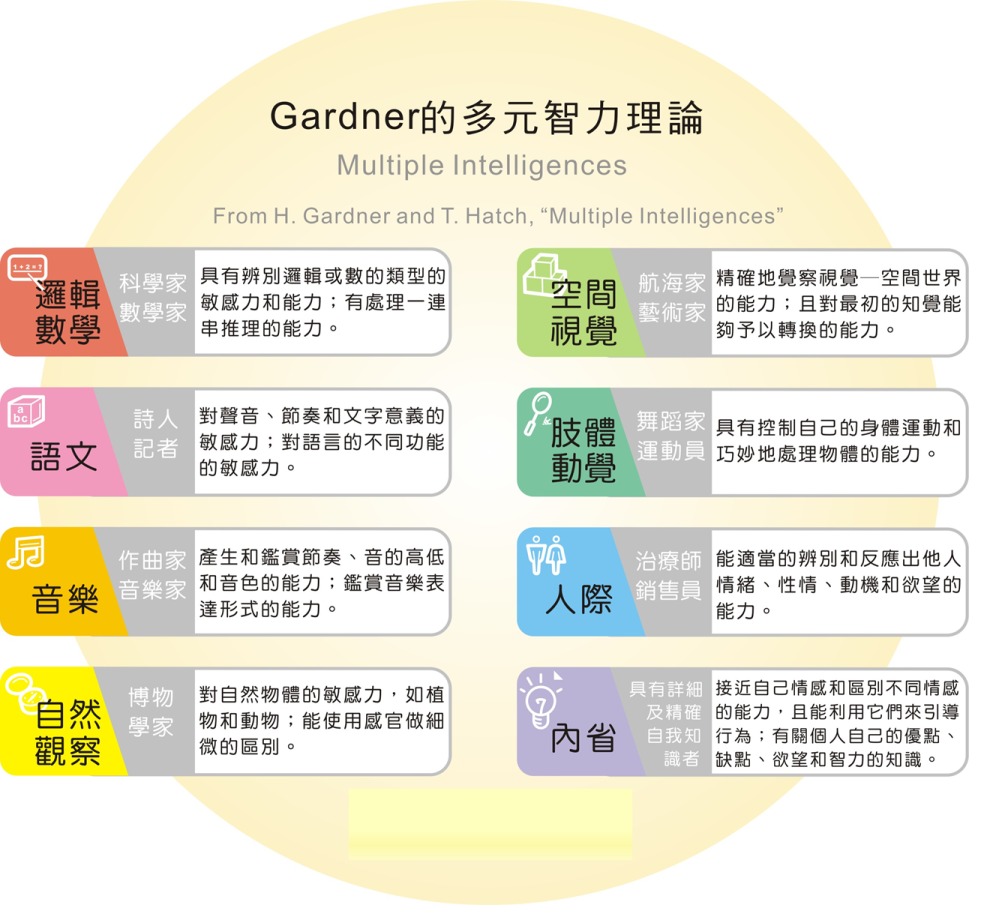 Gardner的多元智力理論
Multiple Intelligences
From H. Gardner and T. Hatch, “Multiple Intelligences”
1+2=?
邏輯
數學
科學家
數學家
具有辨別邏輯或數的類型的
敏感力和能力；有處理一連
串推理的能力。
空間
視覺
航海家
藝術家
精確地覺察視覺─空間世界
的能力；且對最初的知覺能
夠予以轉換的能力。
a
bc
語文
詩人
記者
對聲音、節奏和文字意義的
敏感力；對語言的不同功能
的敏感力。
肢體
動覺
舞蹈家
運動員
具有控制自己的身體運動和
巧妙地處理物體的能力。
音樂
作曲家
音樂家
產生和鑑賞節奏、音的高低
和音色的能力；鑑賞音樂表
達形式的能力。
人際
治療師
銷售員
能適當的辨別和反應出他人
情緒、性情、動機和欲望的
能力。
自然
觀察
博物
學家
對自然物體的敏感力，如植
物和動物；能使用感官做細
微的區別。
內省
具有詳細
及精確
自我知
識者
接近自己情感和區別不同情感
的能力，且能利用它們來引導
行為；有關個人自己的優點、
缺點、欲望和智力的知識。